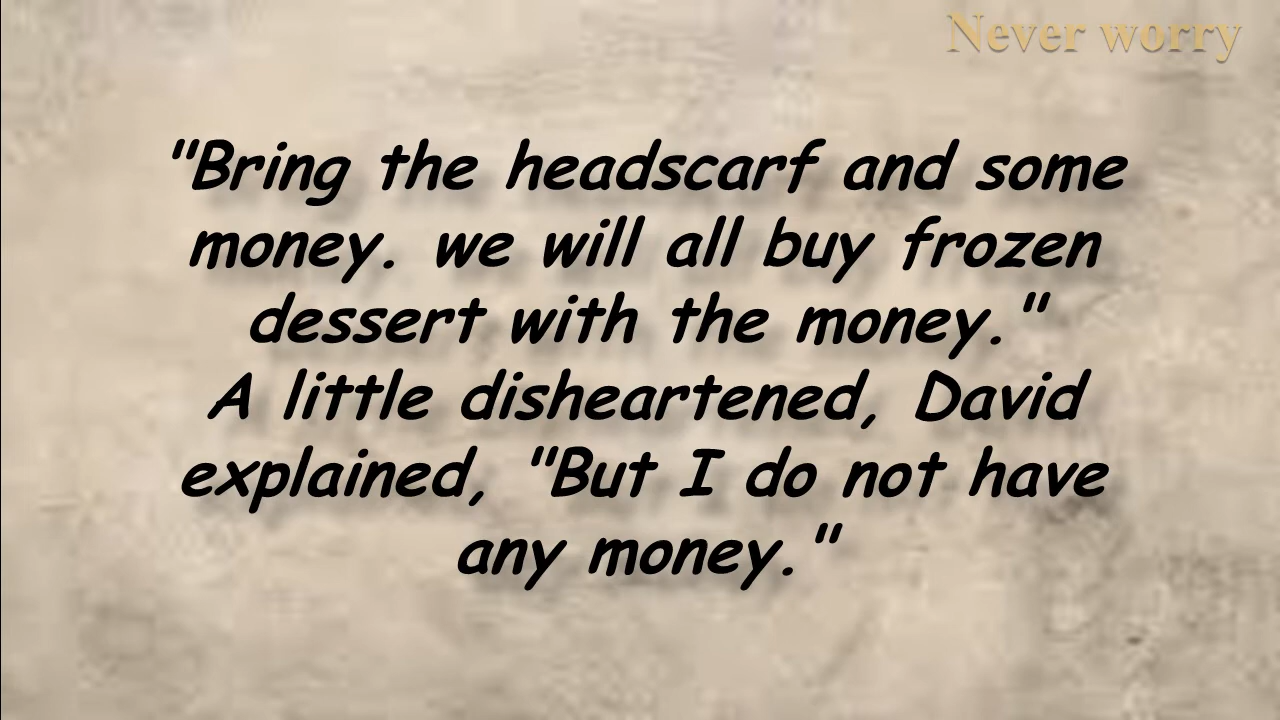 Never worry
"Bring the headscarf and some
money. we will all buy frozen
dessert with the money."
A little disheartened, David
explained, "But I do not have
any money."